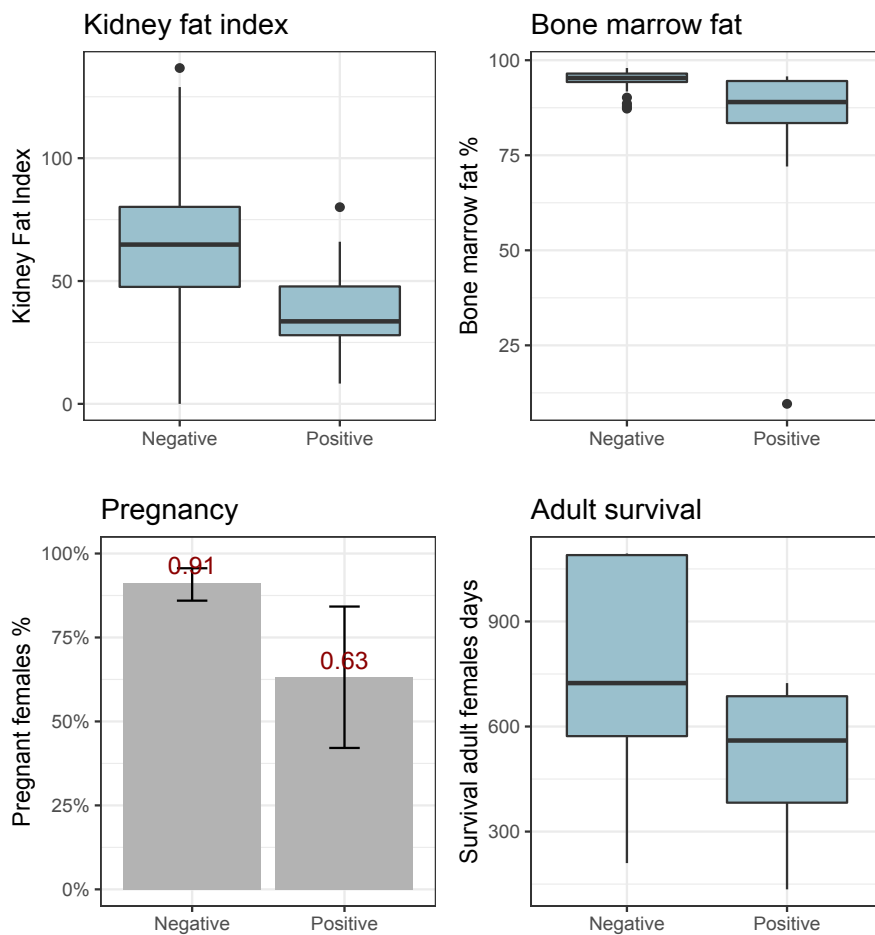 Kidney fat index
Kidney Fat Index
100
50
0
Negative
Positive
Bone marrow fat
Bone marrow fat %
100
75
50
25
Negative
Positive
Pregnancy
Pregnant females %
100%
75%
50%
25%
0%
0.91
0.63
Negative
Positive
Adult survival
Survival adult females days
900
600
300
Negative
Positive